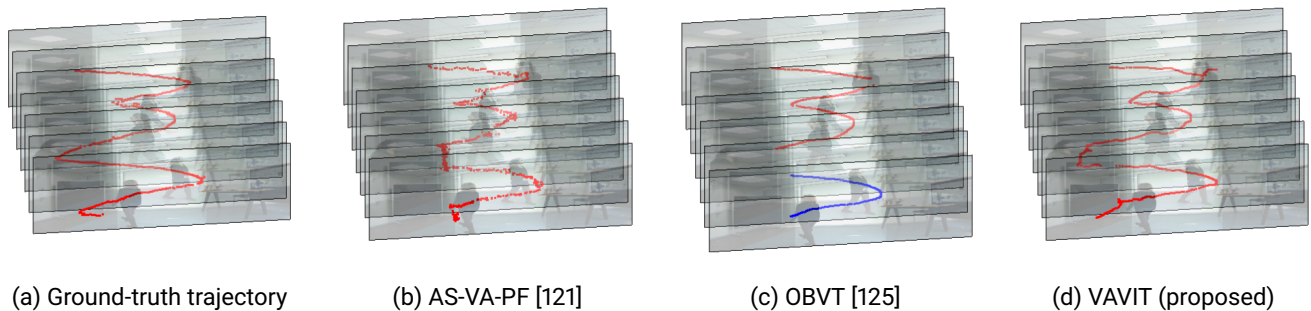 (a) Ground-truth trajectory
(b) AS-VA-PF [121]
(c) OBVT [125]
(d) VAVIT (proposed)